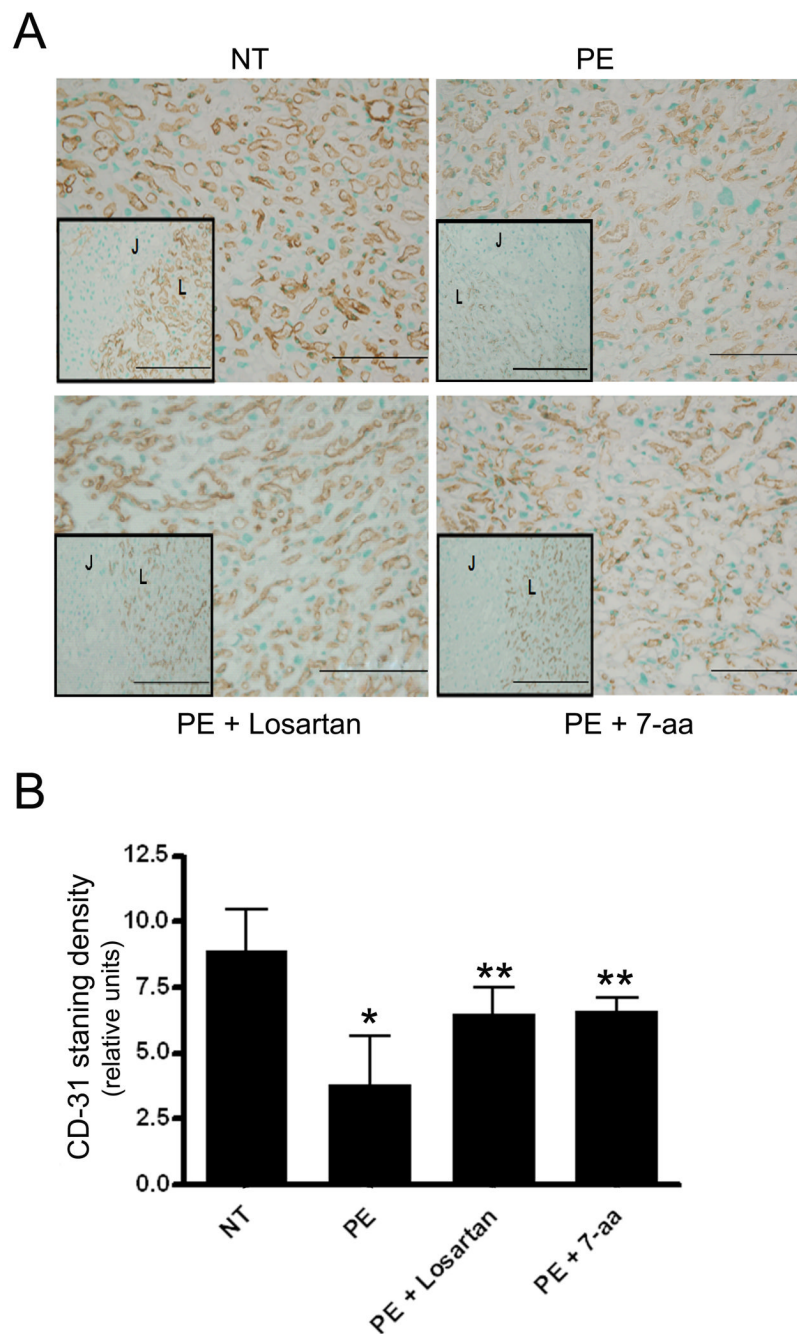 A
NT
PE
J
L
J
L
J
L
J
L
PE + Losartan
PE + 7-aa
B
CD-31 staning density
(relative units)
12.5
10.0
7.5
5.0
2.5
0.0
*
**
**
NT
PE
PE + Losartan
PE + 7-aa